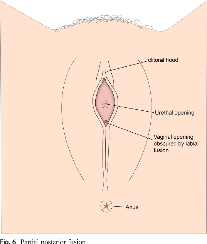 clitoral hood
Urethral opening
Vaginal opening
obscured by labial
fusion
Anus
Fig. 6 Partial posterior fusion